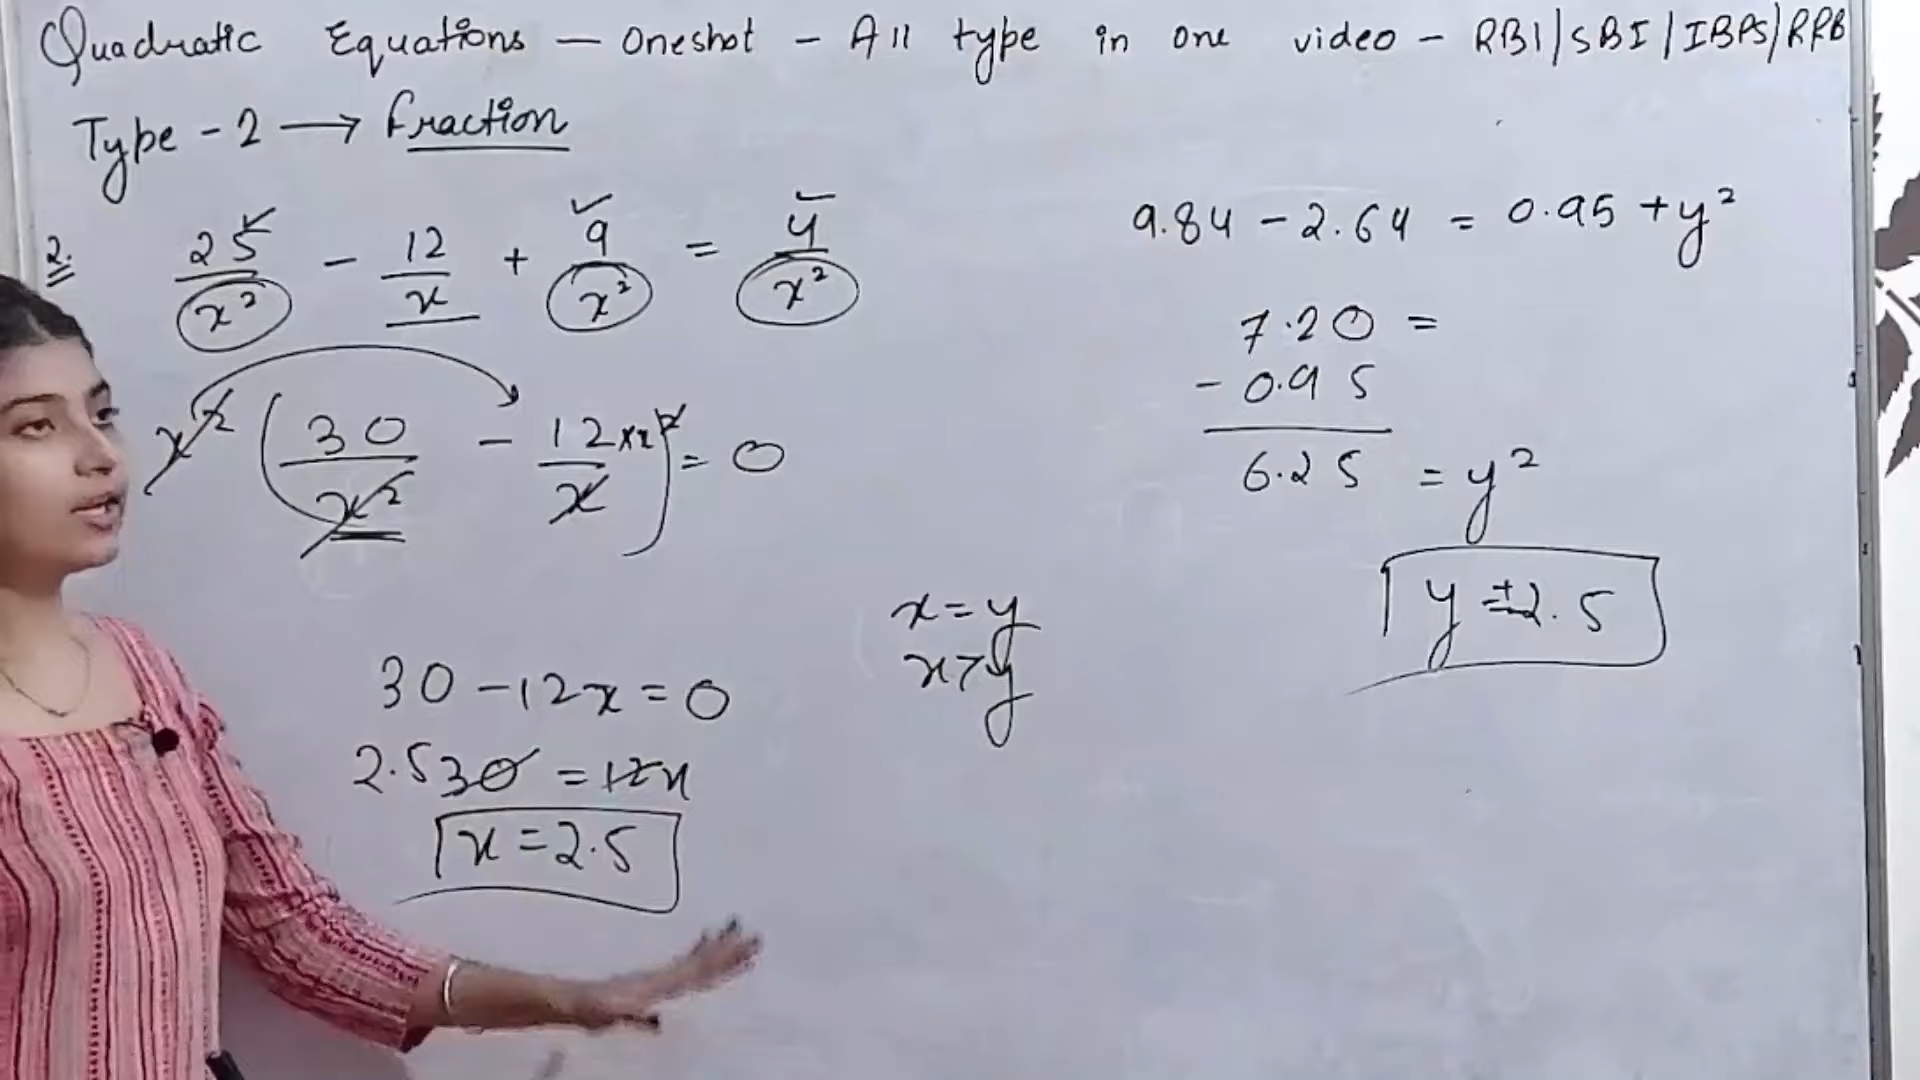 Quadratic Equations - Oneshot - All type in one video - RBI/SBI/IBPS/RRB
Type - 2 → Fraction
2. 25/x² - 12/x + 9/x² = 4/x²
x² (30/x² - 12/x × x²) = 0
30 - 12x = 0
2.5 30 = 12x
x = 2.5
x = y
x > y
9.84 - 2.64 = 0.95 + y²
7.20 =
- 0.95
6.25 = y²
y = ±2.5